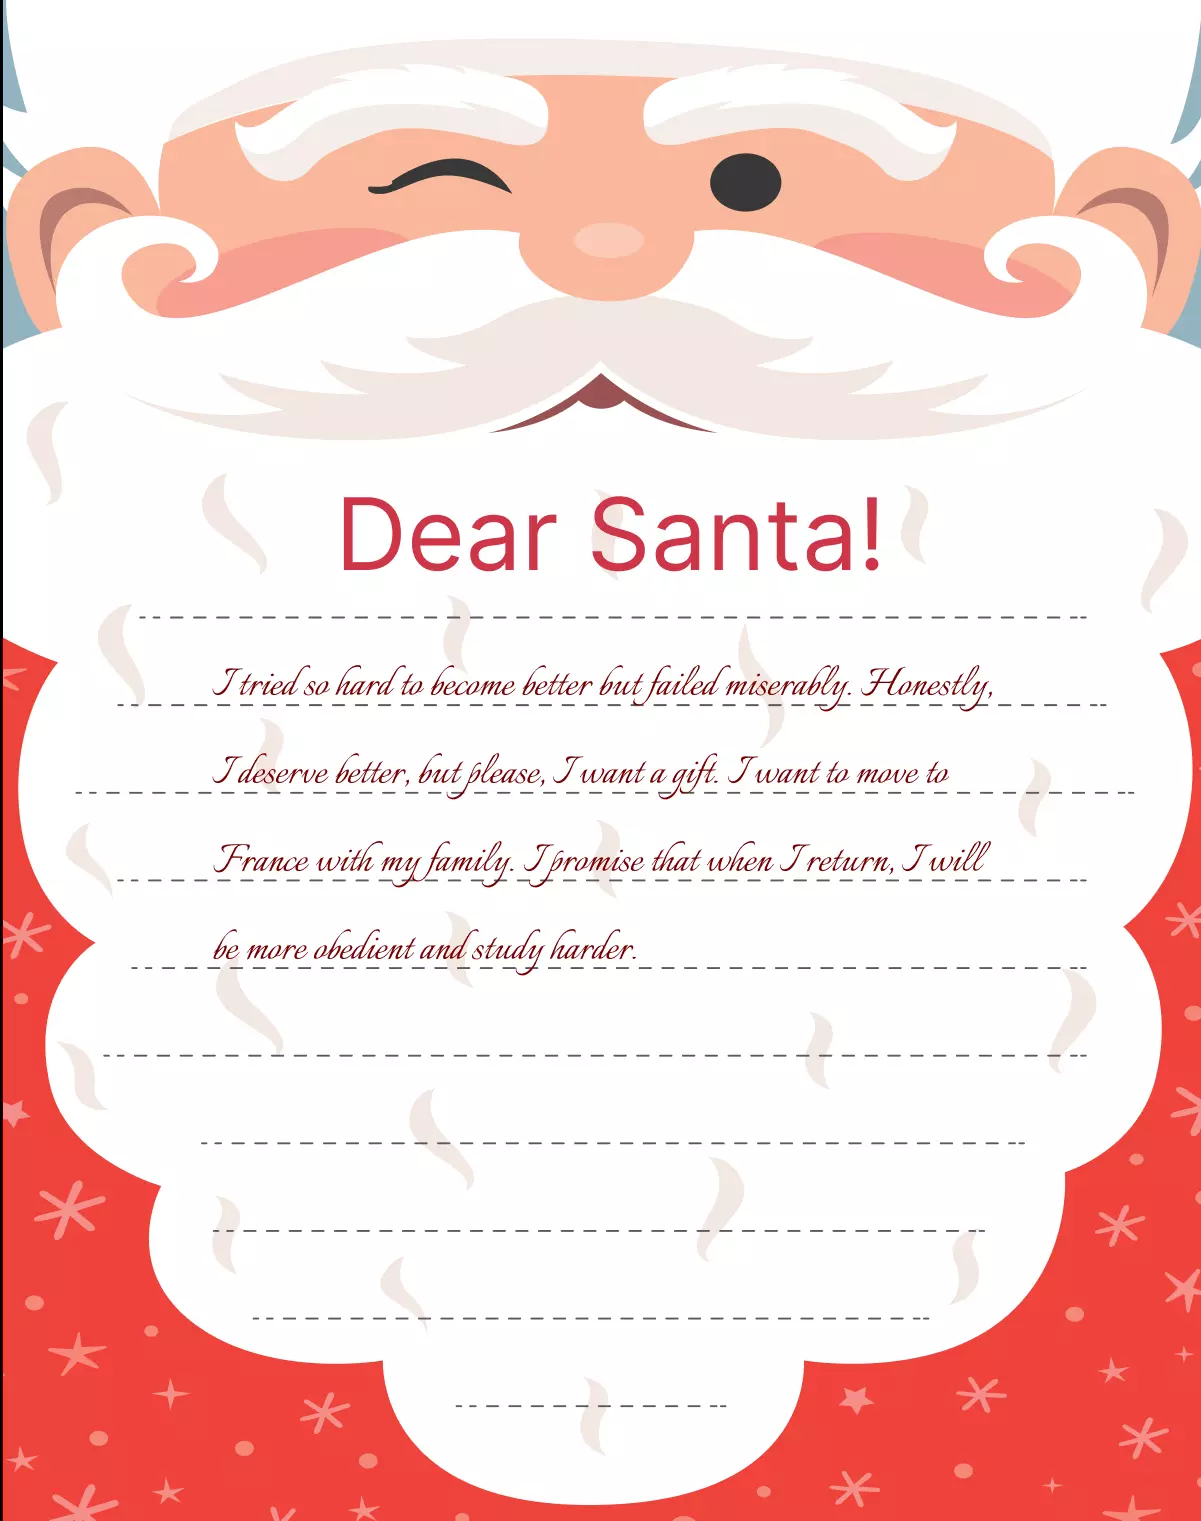 Dear Santa!
I tried so hard to become better but failed miserably. Honestly,
I deserve better, but please, I want a gift. I want to move to
France with my family. I promise that when I return, I will
be more obedient and study harder.